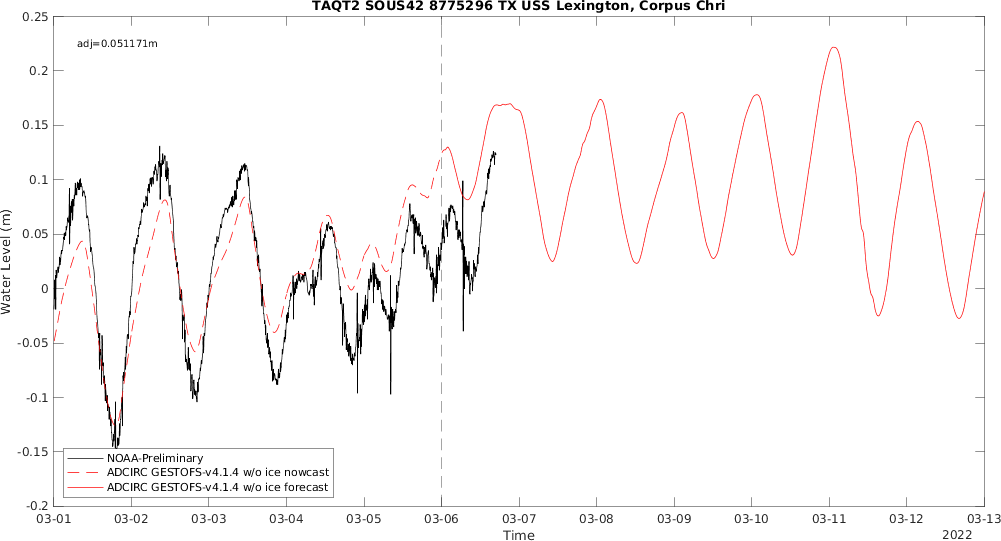 TAQT2 SOUS42 8775296 TX USS Lexington, Corpus Chri
adj=0.051171m
0.25
0.2
0.15
0.1
0.05
0
-0.05
-0.1
-0.15
-0.2
Water Level (m)
NOAA-Preliminary
ADCIRC GESTOFS-v4.1.4 w/o ice nowcast
ADCIRC GESTOFS-v4.1.4 w/o ice forecast
03-01 03-02 03-03 03-04 03-05 03-06 03-07 03-08 03-09 03-10 03-11 03-12 03-13
Time
2022